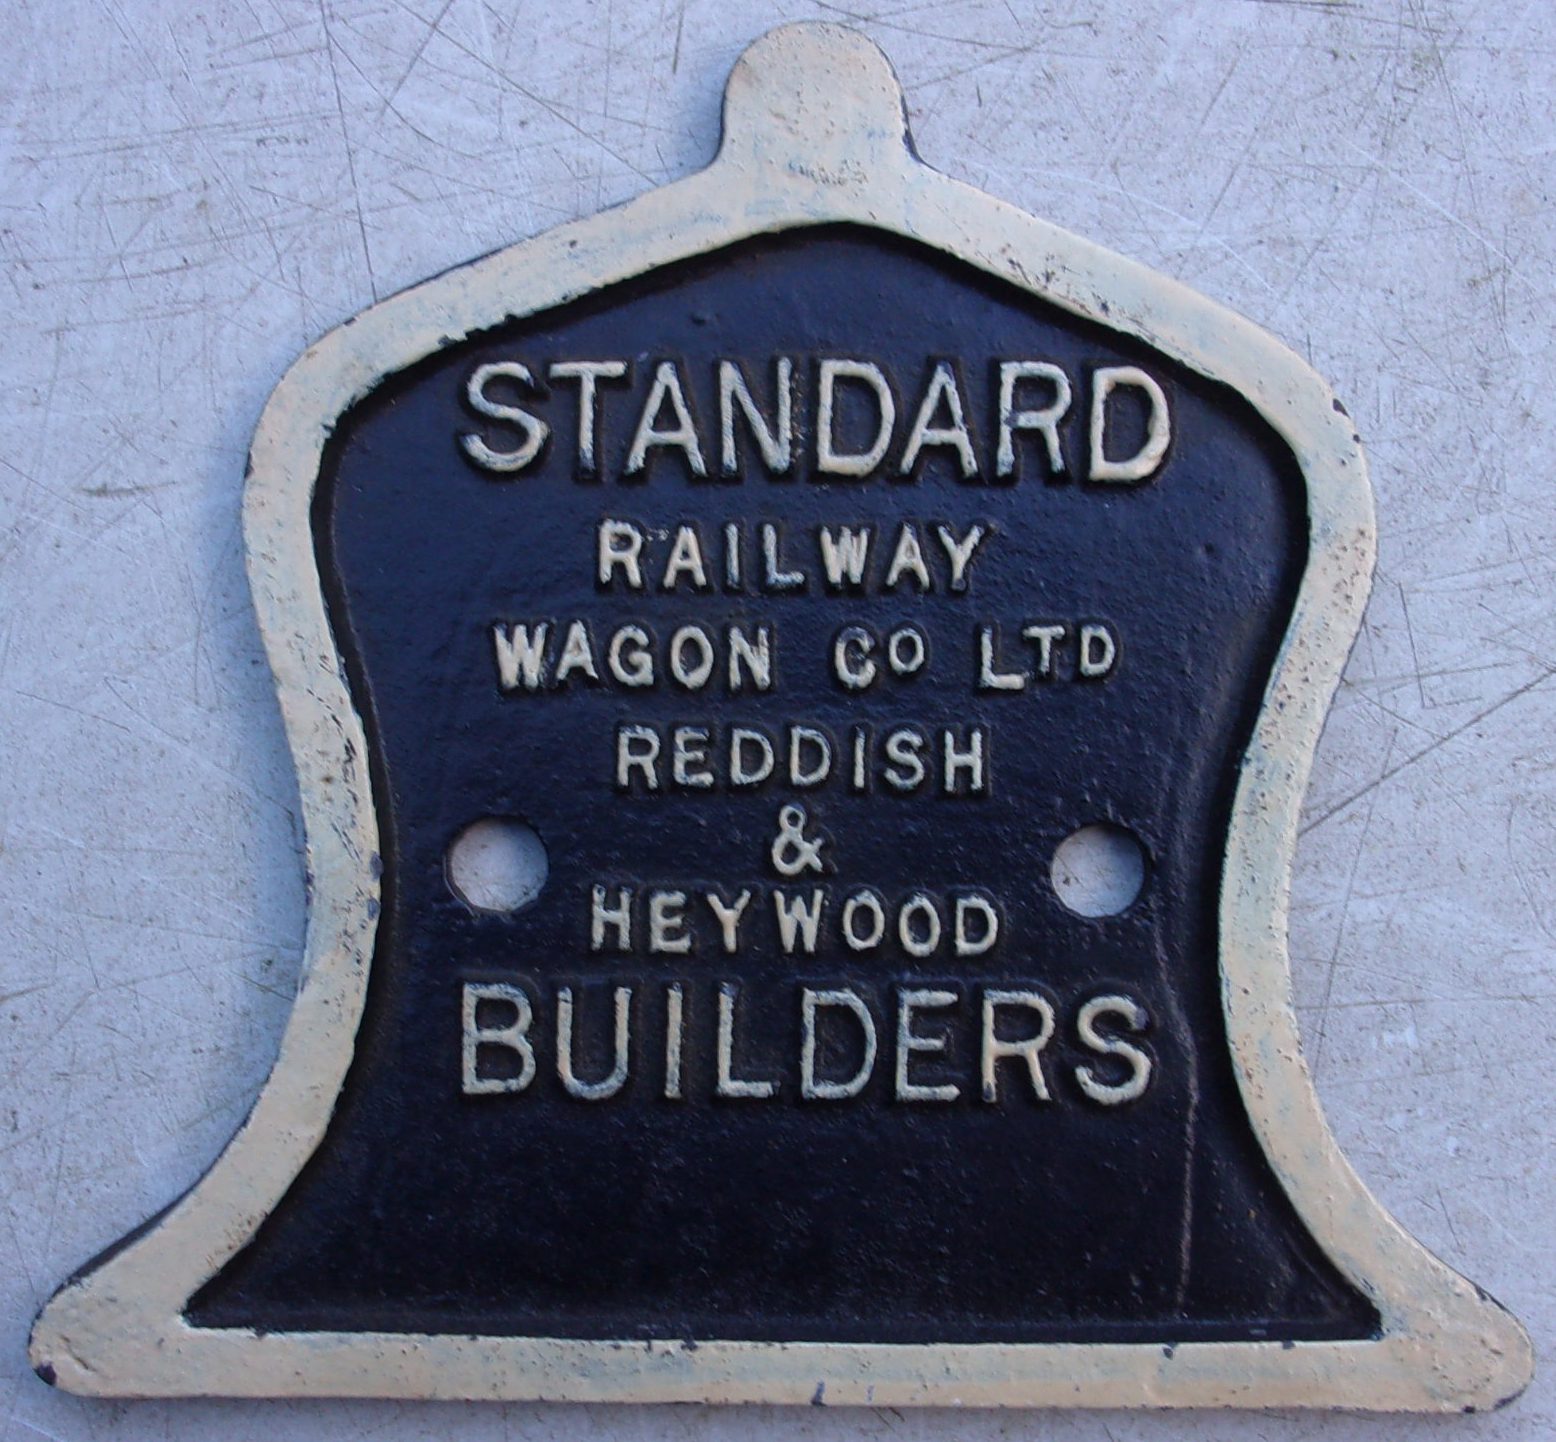 STANDARD
RAILWAY
WAGON CO LTD
REDDISH
&
HEYWOOD
BUILDERS